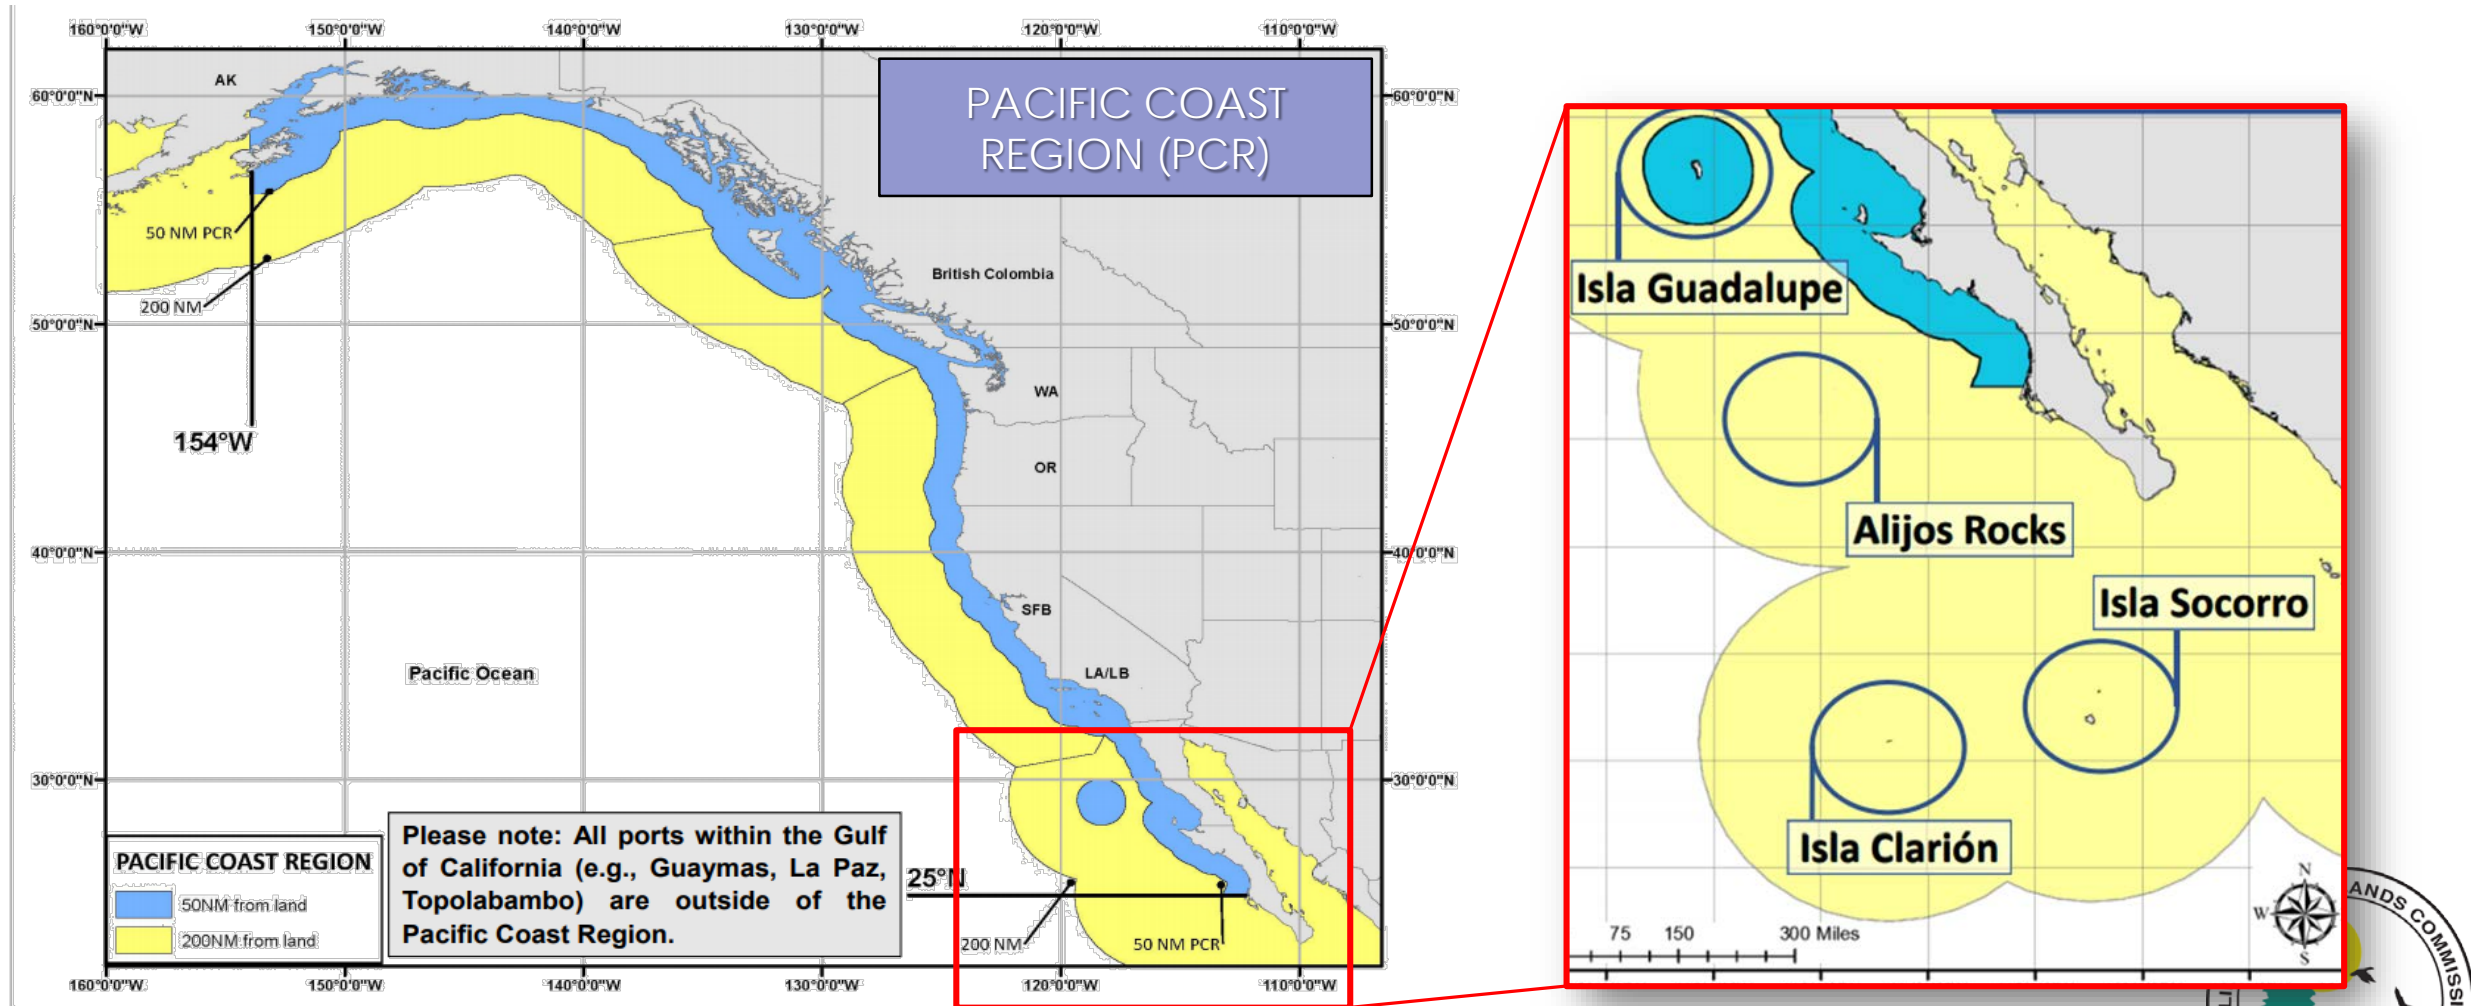 160°0'0"W 150°0'0"W 140°0'0"W 130°0'0"W 120°0'0"W 110°0'0"W
PACIFIC COAST
REGION (PCR)
AK
60°0'0"N
60°0'0"N
50 NM PCR
200 NM
British Colombia
50°0'0"N
50°0'0"N
154°W
WA
OR
40°0'0"N
40°0'0"N
SFB
Pacific Ocean
LA/LB
30°0'0"N
30°0'0"N
25°N
200 NM
50 NM PCR
PACIFIC COAST REGION
50NM from land
200NM from land
Please note: All ports within the Gulf
of California (e.g., Guaymas, La Paz,
Topolabambo) are outside of the
Pacific Coast Region.
160°0'0"W 150°0'0"W 140°0'0"W 130°0'0"W 120°0'0"W 110°0'0"W
Isla Guadalupe
Alijos Rocks
Isla Socorro
Isla Clarión
75 150 300 Miles
N
W
S
ANDS COMMISSI